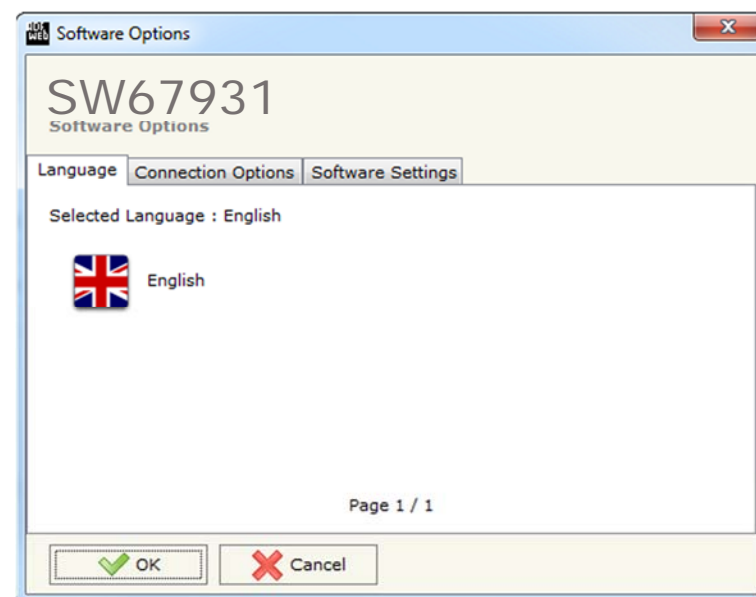 Software Options
SW67931
Software Options
Language Connection Options Software Settings
Selected Language : English
English
Page 1 / 1
OK Cancel